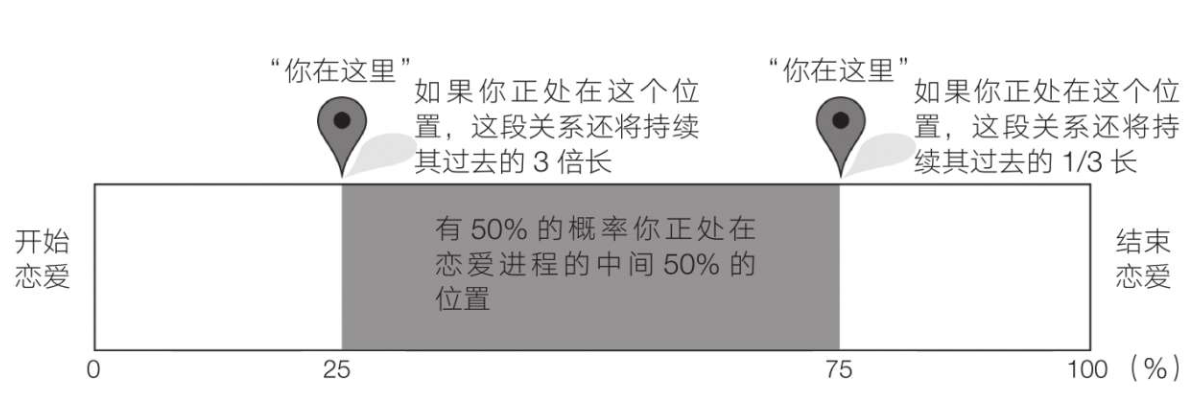 “你在这里”
如果你正处在这个位
置，这段关系还将持续
其过去的 3 倍长
“你在这里”
如果你正处在这个位
置，这段关系还将持
续其过去的 1/3 长
开始
恋爱
有 50% 的概率你正处在
恋爱进程的中间 50% 的
位置
结束
恋爱
0
25
75
100（%）